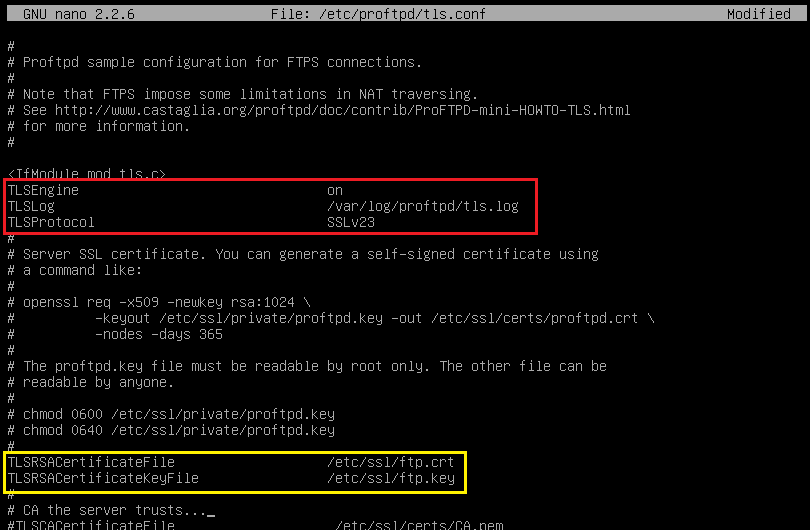 GNU nano 2.2.6 File: /etc/proftpd/tls.conf Modified
#
# Proftpd sample configuration for FTPS connections.
#
# Note that FTPS impose some limitations in NAT traversing.
# See http://www.castaglia.org/proftpd/doc/contrib/ProFTPD-mini-HOWTO-TLS.html
# for more information.
#
<IfModule mod_tls.c>
TLSEngine on
TLSLog /var/log/proftpd/tls.log
TLSProtocol SSLv23
#
# Server SSL certificate. You can generate a self-signed certificate using
# a command like:
#
# openssl req -x509 -newkey rsa:1024 \
# -keyout /etc/ssl/private/proftpd.key -out /etc/ssl/certs/proftpd.crt \
# -nodes -days 365
#
# The proftpd.key file must be readable by root only. The other file can be
# readable by anyone.
#
# chmod 0600 /etc/ssl/private/proftpd.key
# chmod 0640 /etc/ssl/private/proftpd.key
#
TLSRSACertificateFile /etc/ssl/ftp.crt
TLSRSACertificateKeyFile /etc/ssl/ftp.key
#
# CA the server trusts..._
#TLSCACertificateFile /etc/ssl/certs/CA.pem